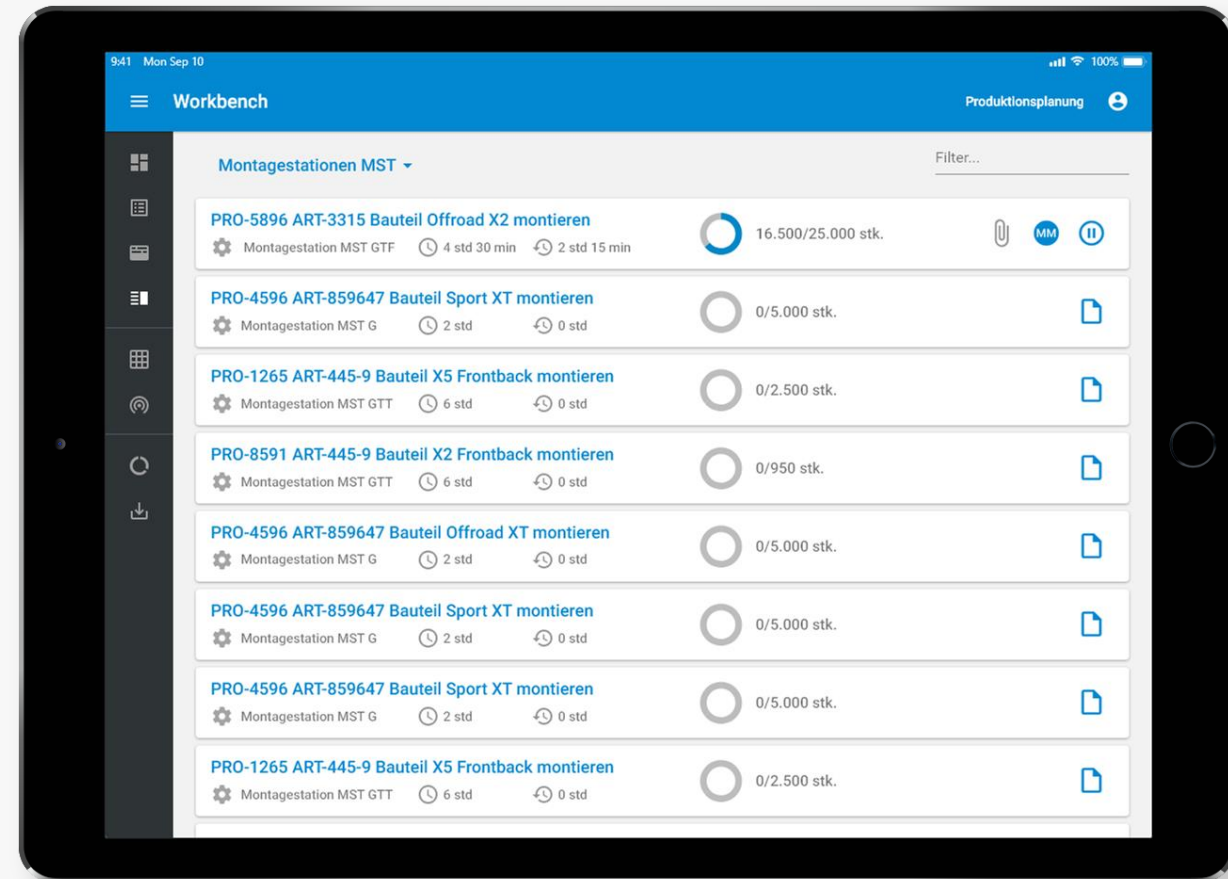 9:41 Mon Sep 10 100%
Workbench Produktionsplanung
Montagestationen MST Filter...
PRO-5896 ART-3315 Bauteil Offroad X2 montieren
Montagestation MST GTF 4 std 30 min 2 std 15 min 16.500/25.000 stk. MM
PRO-4596 ART-859647 Bauteil Sport XT montieren
Montagestation MST G 2 std 0 std 0/5.000 stk.
PRO-1265 ART-445-9 Bauteil X5 Frontback montieren
Montagestation MST GTT 6 std 0 std 0/2.500 stk.
PRO-8591 ART-445-9 Bauteil X2 Frontback montieren
Montagestation MST GTT 6 std 0 std 0/950 stk.
PRO-4596 ART-859647 Bauteil Offroad XT montieren
Montagestation MST G 2 std 0 std 0/5.000 stk.
PRO-4596 ART-859647 Bauteil Sport XT montieren
Montagestation MST G 2 std 0 std 0/5.000 stk.
PRO-4596 ART-859647 Bauteil Sport XT montieren
Montagestation MST G 2 std 0 std 0/5.000 stk.
PRO-1265 ART-445-9 Bauteil X5 Frontback montieren
Montagestation MST GTT 6 std 0 std 0/2.500 stk.